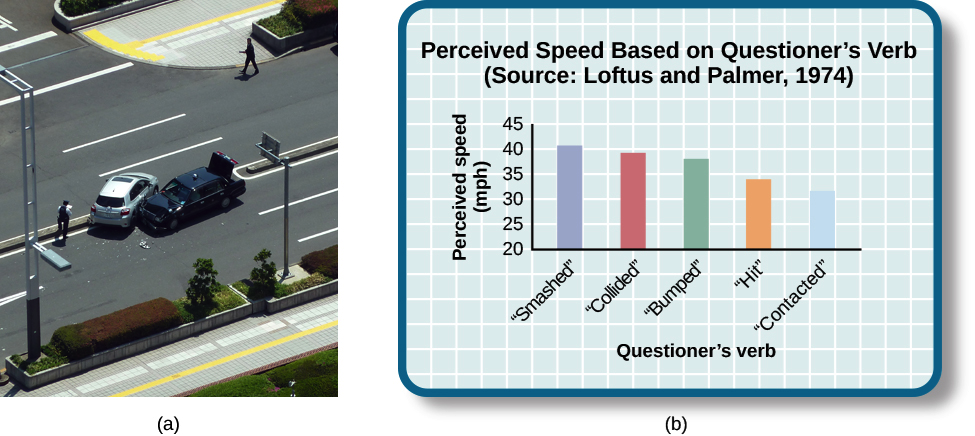 Perceived Speed Based on Questioner’s Verb
(Source: Loftus and Palmer, 1974)
Perceived speed
(mph)
45
40
35
30
25
20
“Smashed”
“Collided”
“Bumped”
“Hit”
“Contacted”
Questioner’s verb
(a)
(b)